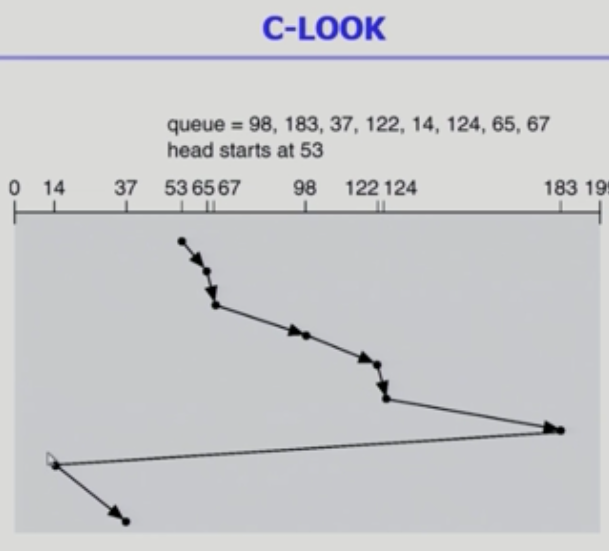 C-LOOK
queue = 98, 183, 37, 122, 14, 124, 65, 67
head starts at 53
0 14 37 53 65 67 98 122 124 183